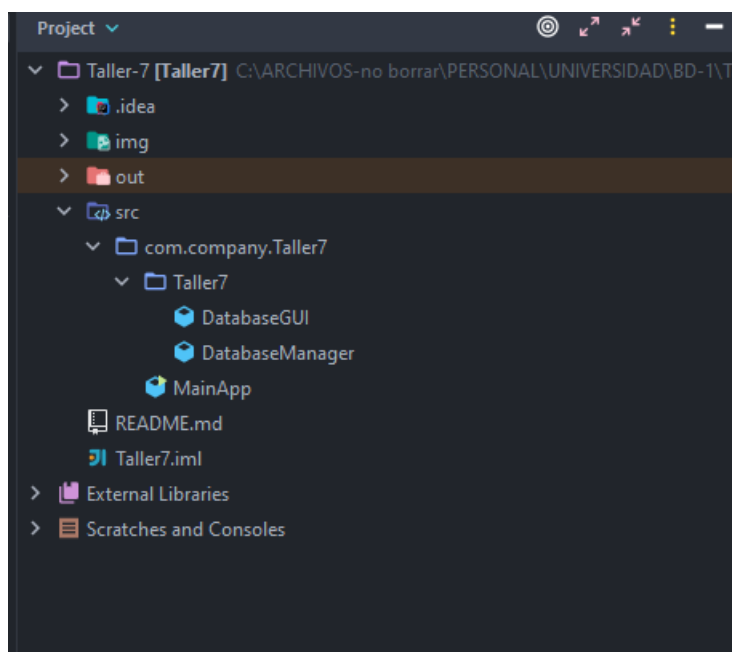 Project
Taller-7 [Taller7] C:\ARCHIVOS-no borrar\PERSONAL\UNIVERSIDAD\BD-1\T
.idea
img
out
src
com.company.Taller7
Taller7
DatabaseGUI
DatabaseManager
MainApp
README.md
Taller7.iml
External Libraries
Scratches and Consoles